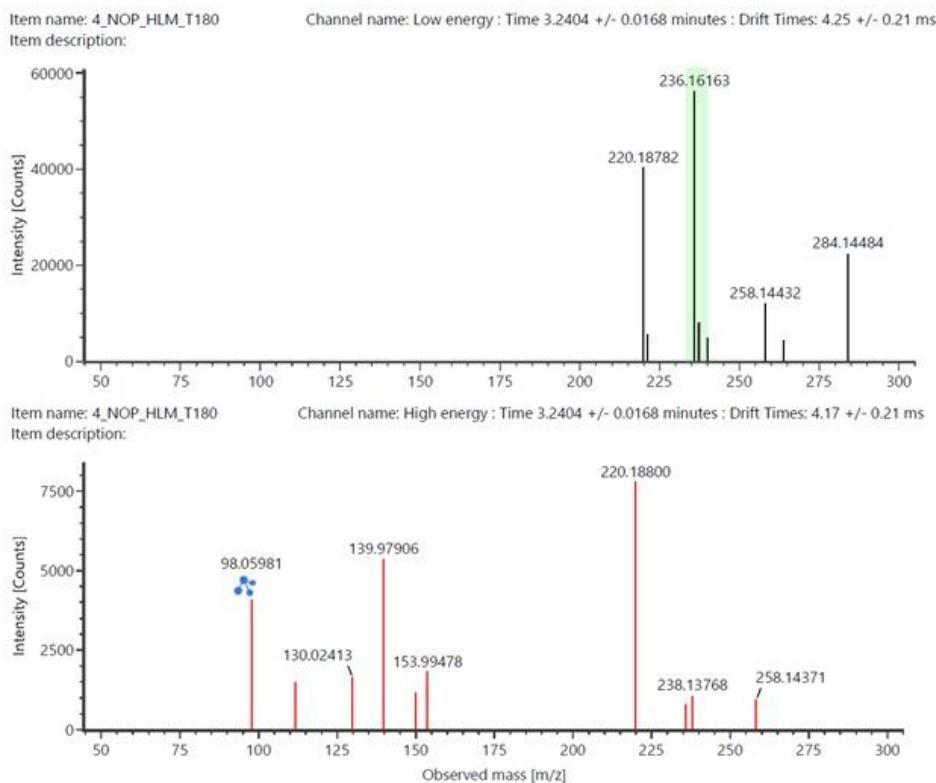 Item name: 4_NOP_HLM_T180 Channel name: Low energy : Time 3.2404 +/- 0.0168 minutes : Drift Times: 4.25 +/- 0.21 ms
Item description:
Intensity [Counts]
60000
40000
20000
0
236.16163
220.18782
284.14484
258.14432
50 75 100 125 150 175 200 225 250 275 300
Item name: 4_NOP_HLM_T180 Channel name: High energy : Time 3.2404 +/- 0.0168 minutes : Drift Times: 4.17 +/- 0.21 ms
Item description:
Intensity [Counts]
7500
5000
2500
0
220.18800
139.97906
98.05981
130.02413
153.99478
238.13768
258.14371
50 75 100 125 150 175 200 225 250 275 300
Observed mass [m/z]